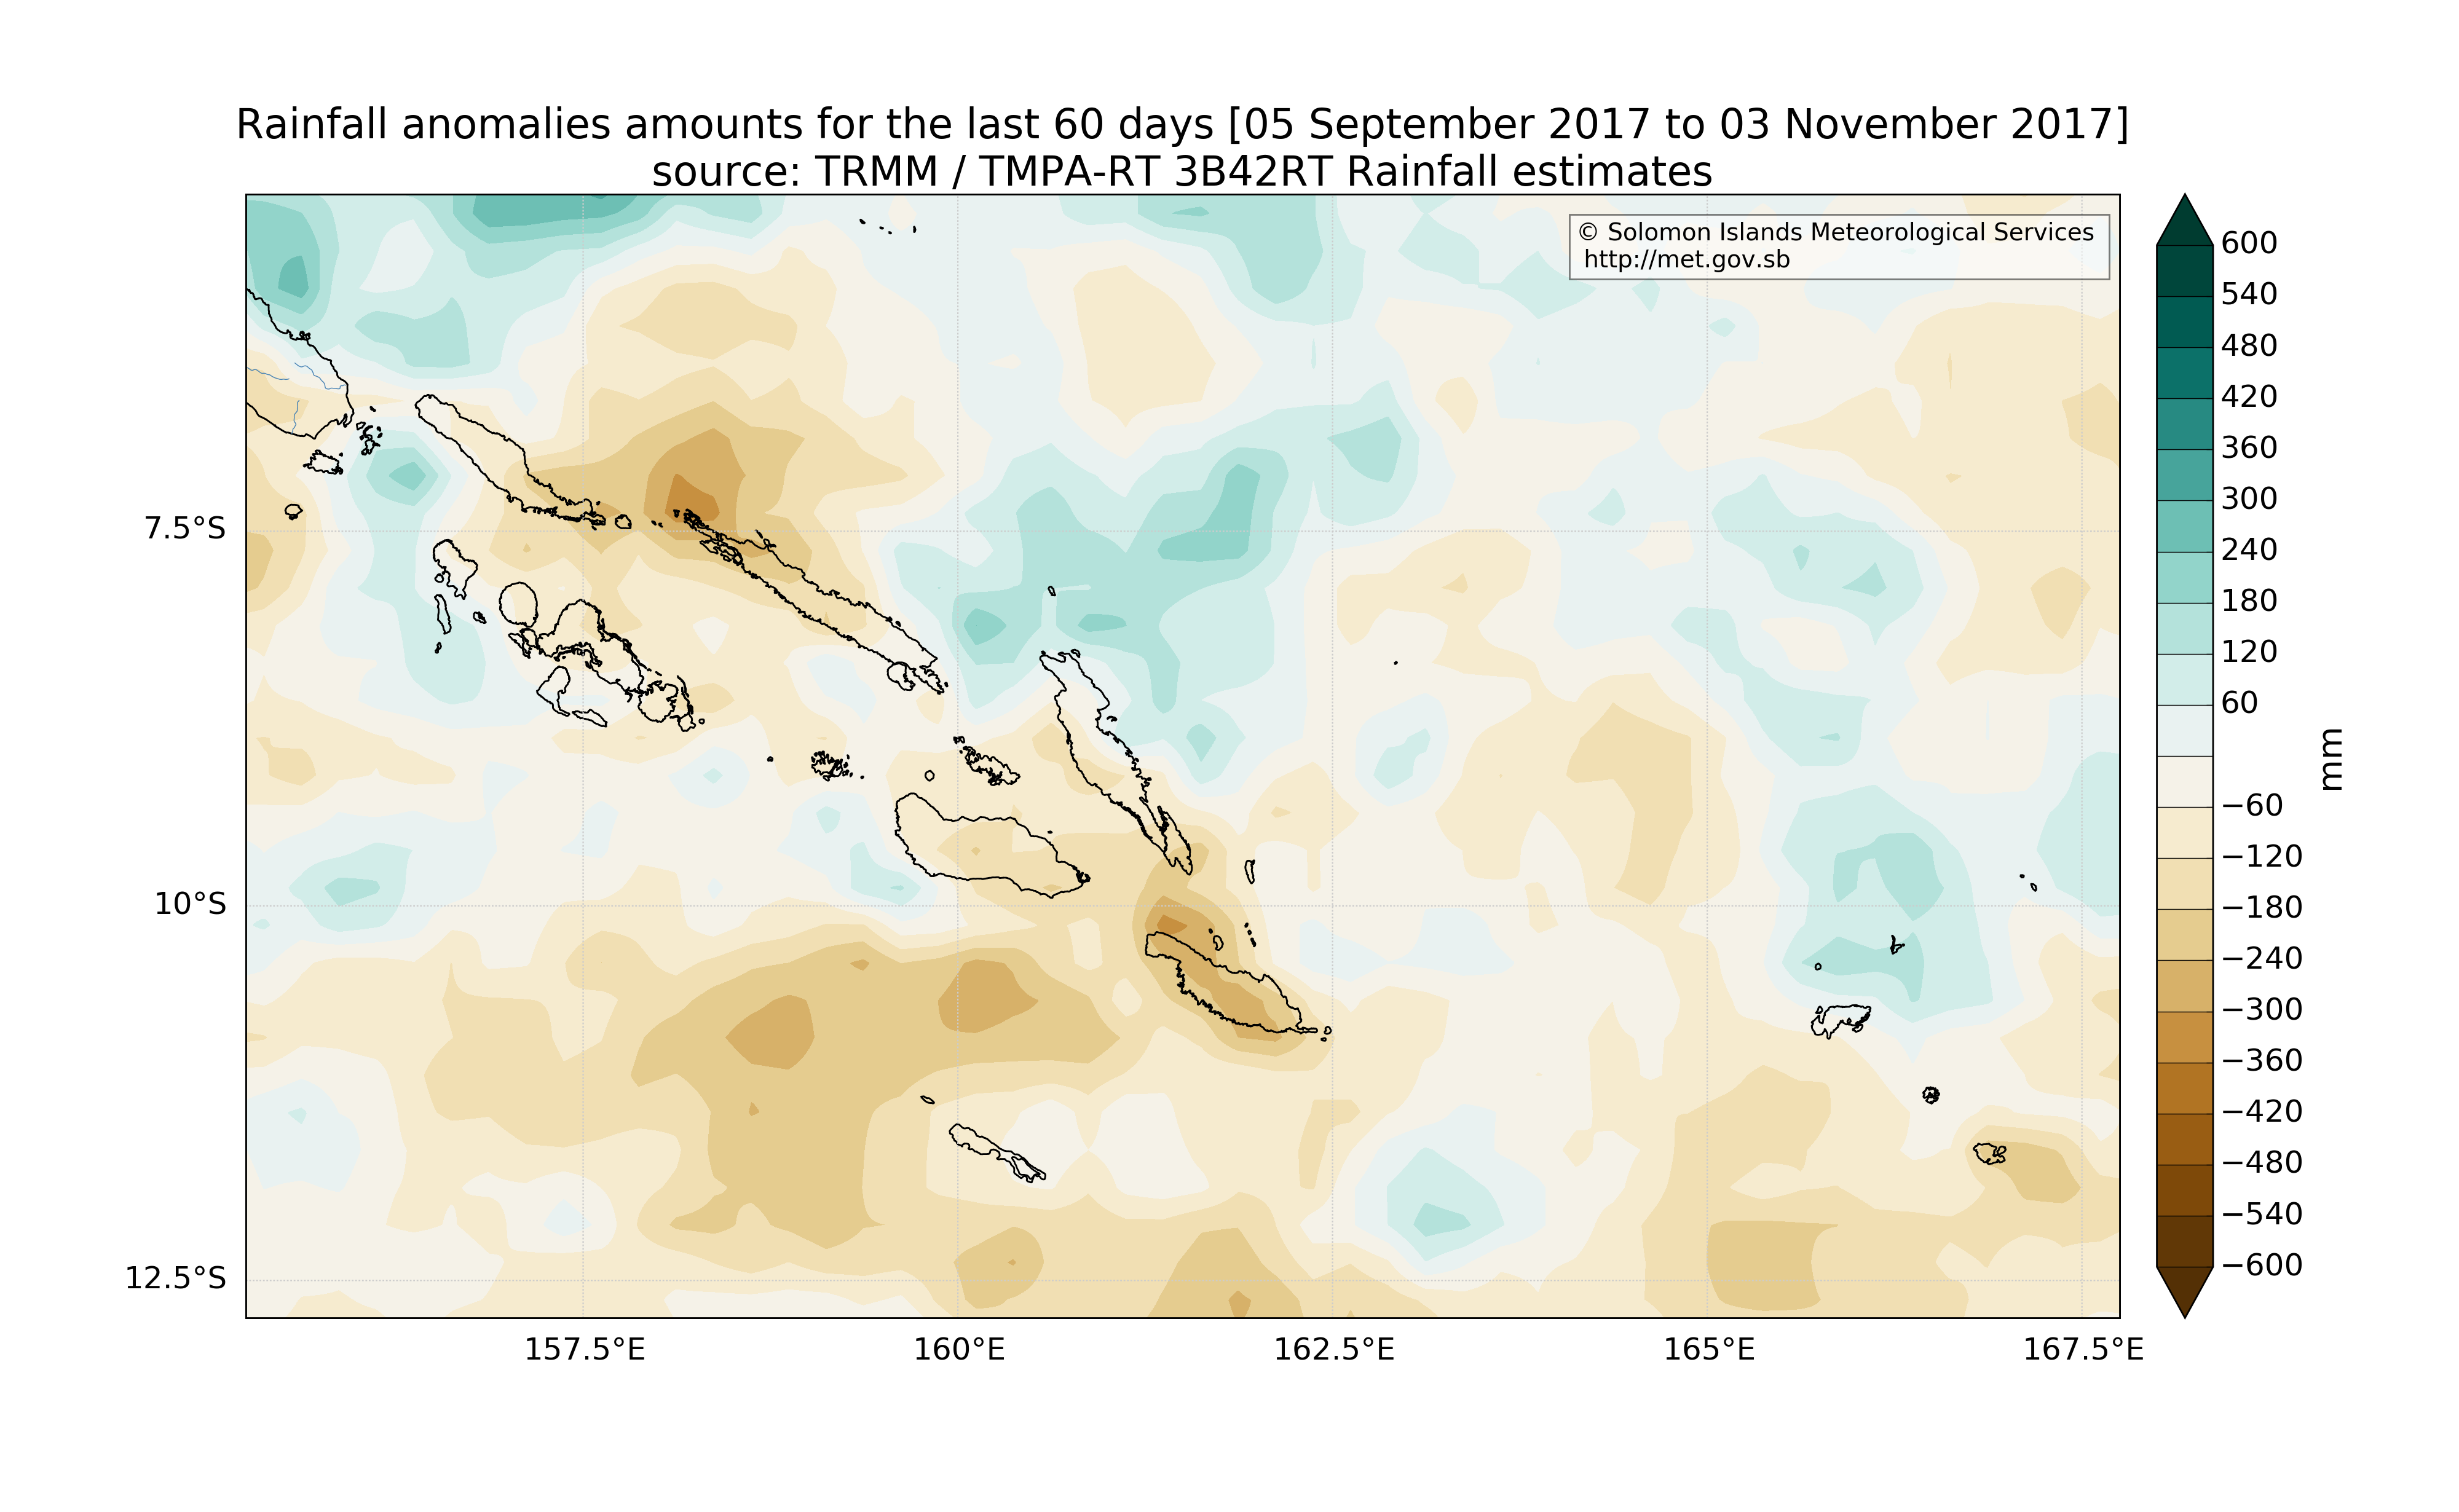 Rainfall anomalies amounts for the last 60 days [05 September 2017 to 03 November 2017]
source: TRMM / TMPA-RT 3B42RT Rainfall estimates
© Solomon Islands Meteorological Services
http://met.gov.sb
7.5°S
10°S
12.5°S
157.5°E
160°E
162.5°E
165°E
167.5°E
600
540
480
420
360
300
240
180
120
60
−60
−120
−180
−240
−300
−360
−420
−480
−540
−600
mm